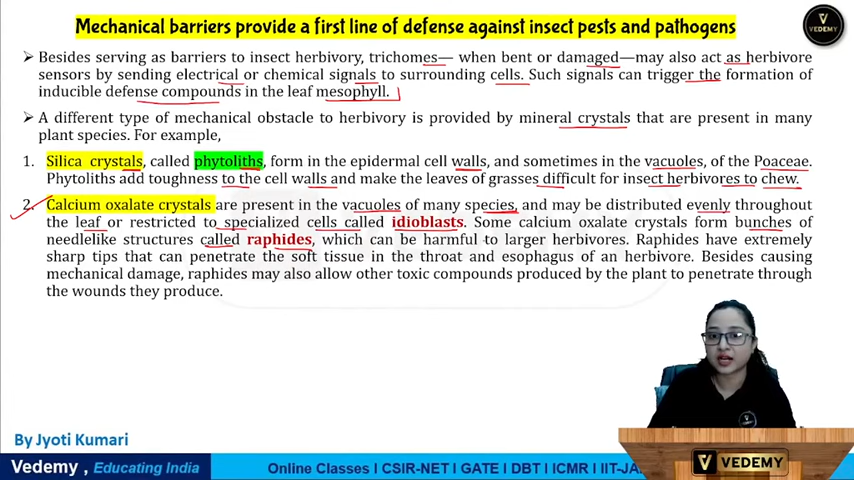 Mechanical barriers provide a first line of defense against insect pests and pathogens
VEDEMY
➢ Besides serving as barriers to insect herbivory, trichomes— when bent or damaged—may also act as herbivore
sensors by sending electrical or chemical signals to surrounding cells. Such signals can trigger the formation of
inducible defense compounds in the leaf mesophyll.
➢ A different type of mechanical obstacle to herbivory is provided by mineral crystals that are present in many
plant species. For example,
1. Silica crystals, called phytoliths, form in the epidermal cell walls, and sometimes in the vacuoles, of the Poaceae.
Phytoliths add toughness to the cell walls and make the leaves of grasses difficult for insect herbivores to chew.
2. Calcium oxalate crystals are present in the vacuoles of many species, and may be distributed evenly throughout
the leaf or restricted to specialized cells called idioblasts. Some calcium oxalate crystals form bunches of
needlelike structures called raphides, which can be harmful to larger herbivores. Raphides have extremely
sharp tips that can penetrate the soft tissue in the throat and esophagus of an herbivore. Besides causing
mechanical damage, raphides may also allow other toxic compounds produced by the plant to penetrate through
the wounds they produce.
By Jyoti Kumari
Vedemy , Educating India
Online Classes I CSIR-NET I GATE I DBT I ICMR I IIT-JA
VEDEMY